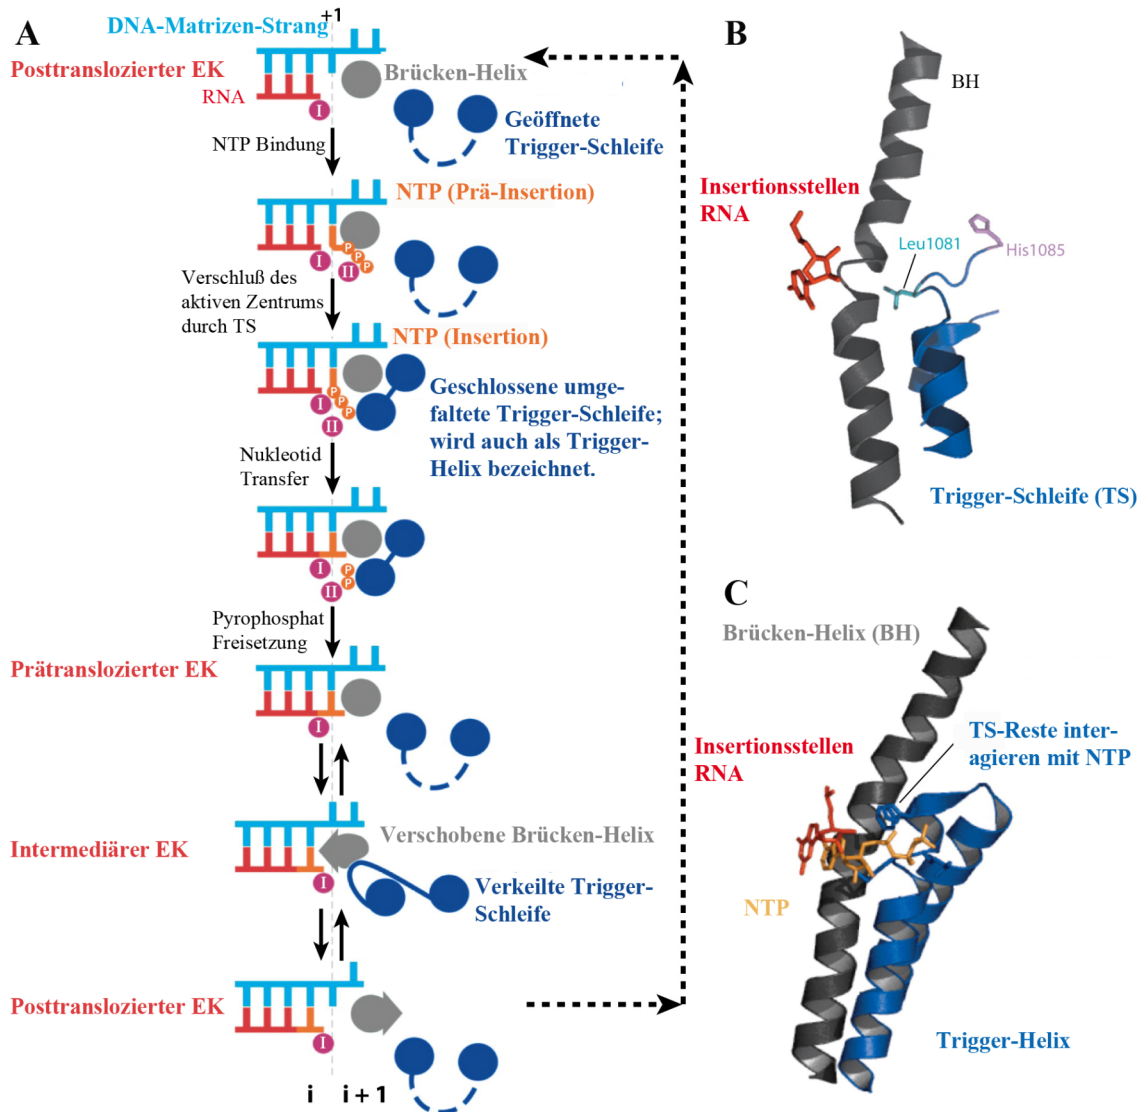 A
DNA-Matrizen-Strang
+1
Posttranslozierter EK
Brücken-Helix
RNA
I
Geöffnete
Trigger-Schleife
NTP Bindung
NTP (Prä-Insertion)
P
P
P
I
II
Verschluß des
aktiven Zentrums
durch TS
NTP (Insertion)
P
P
P
I
II
Geschlossene umge-
faltete Trigger-Schleife;
wird auch als Trigger-
Helix bezeichnet.
Nukleotid
Transfer
I
II
P
P
Pyrophosphat
Freisetzung
Prätranslozierter EK
I
Intermediärer EK
Verschobene Brücken-Helix
I
Verkeilte Trigger-
Schleife
Posttranslozierter EK
I
i
i + 1
B
BH
Insertionsstellen
RNA
Leu1081
His1085
Trigger-Schleife (TS)
C
Brücken-Helix (BH)
TS-Reste inter-
agieren mit NTP
Insertionsstellen
RNA
NTP
Trigger-Helix